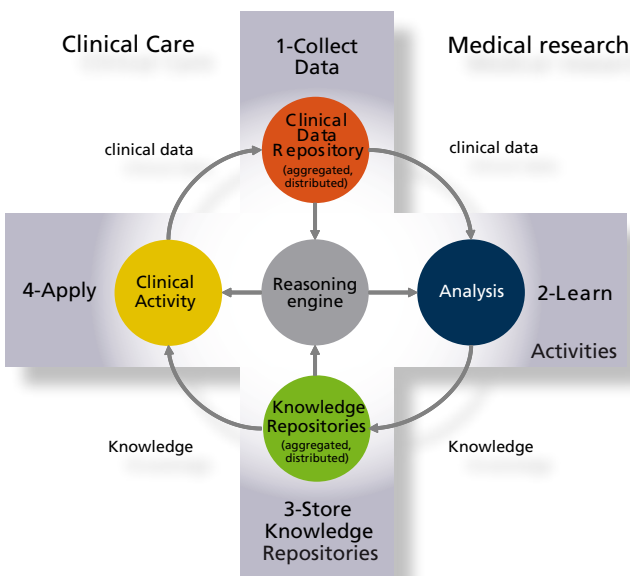 Clinical Care
1-Collect
Data
Medical research
Clinical
Data
Repository
(aggregated,
distributed)
clinical data
clinical data
4-Apply
Clinical
Activity
Reasoning
engine
Analysis
2-Learn
Activities
Knowledge
Repositories
(aggregated,
distributed)
Knowledge
Knowledge
3-Store
Knowledge
Repositories